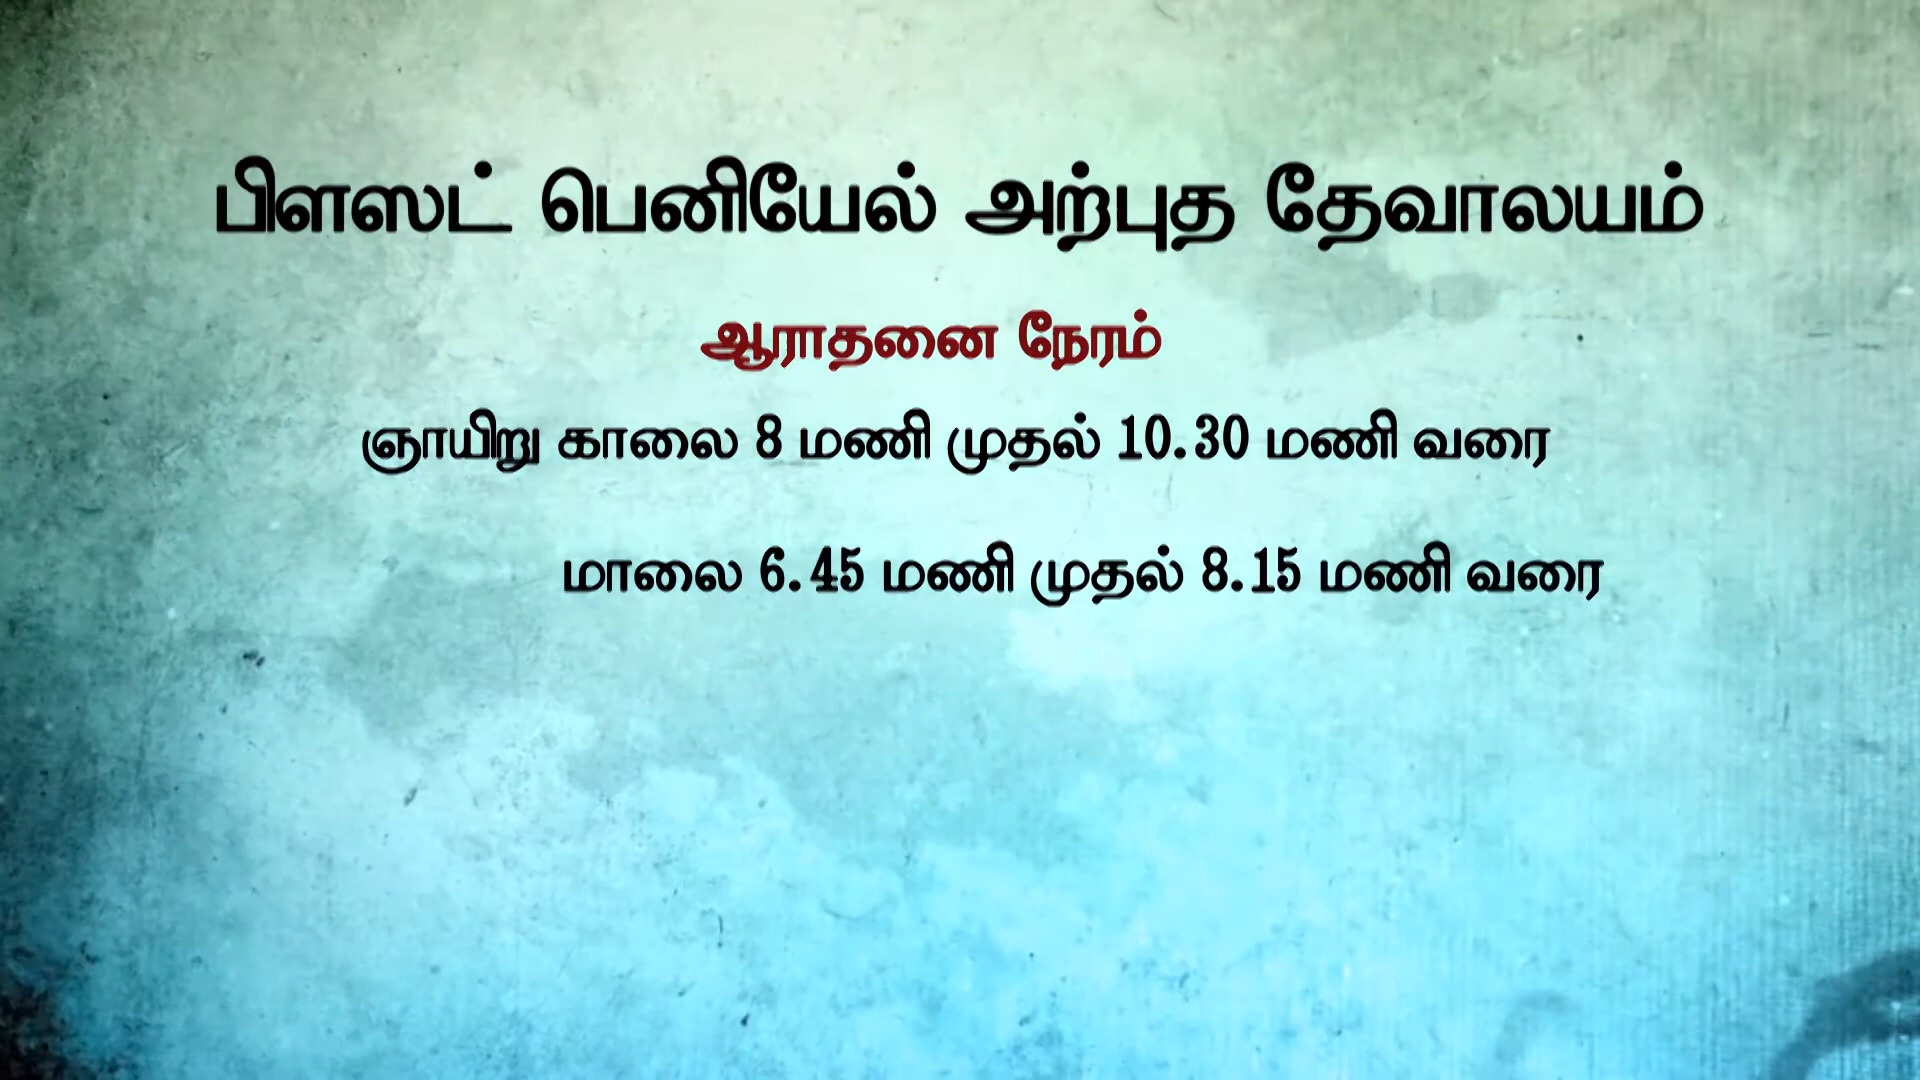 பிளஸட் பெனியேல் அற்புத தேவாலயம்
ஆராதனை நேரம்
ஞாயிறு காலை 8 மணி முதல் 10.30 மணி வரை
மாலை 6.45 மணி முதல் 8.15 மணி வரை